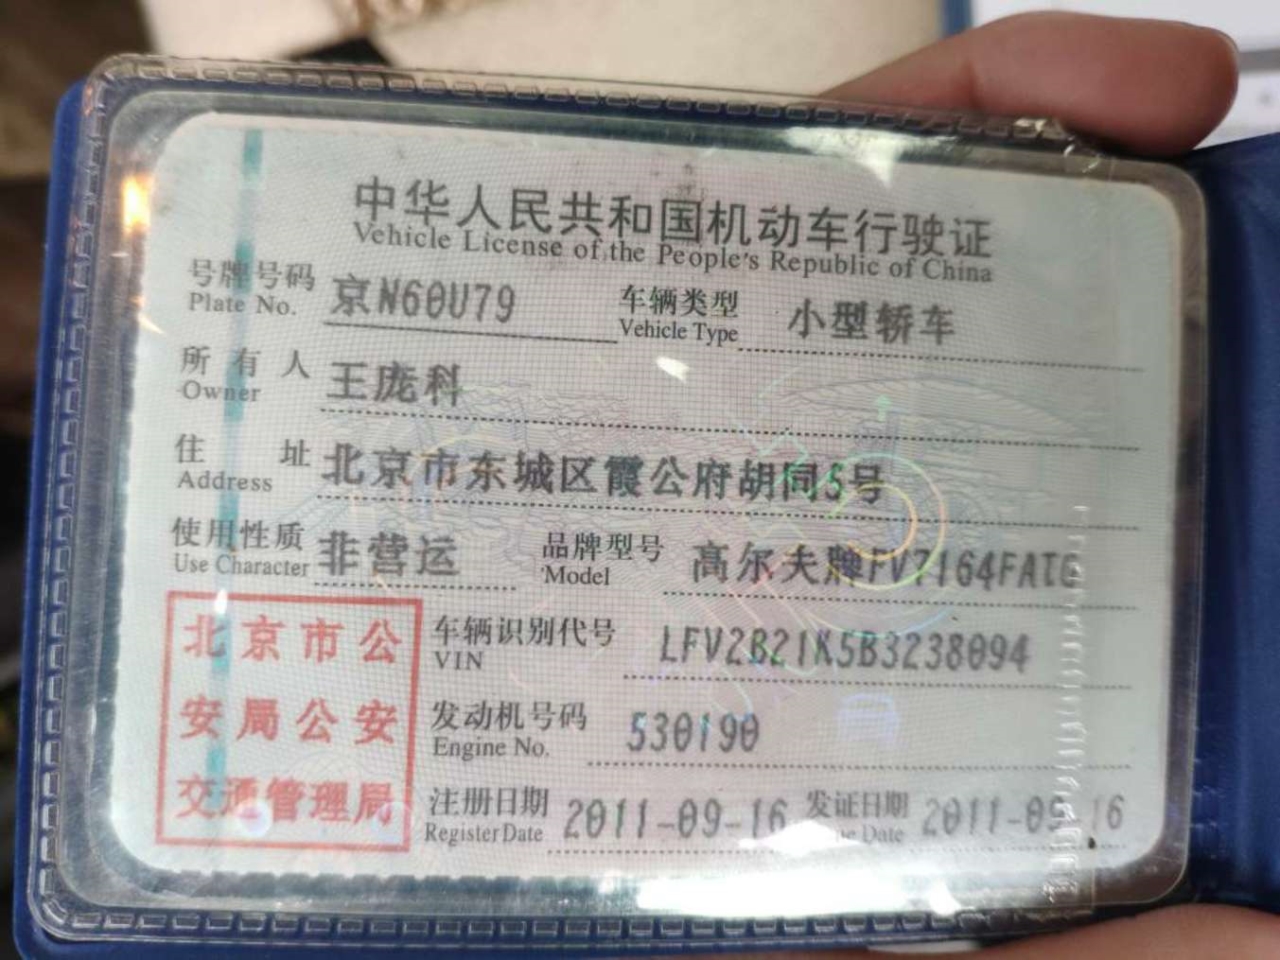 中华人民共和国机动车行驶证
Vehicle License of the People's Republic of China
号牌号码 京N60U79 车辆类型 小型轿车
Plate No. Vehicle Type
所有人 王庞科
Owner
住址 北京市东城区霞公府胡同5号
Address
使用性质 非营运 品牌型号 高尔夫牌FV7164FATG
Use Character Model
北京市公
安局公安
交通管理局
车辆识别代号 LFV2B21K5B3238094
VIN
发动机号码 530190
Engine No.
注册日期 2011-09-16 发证日期 2011-09-16
Register Date Date